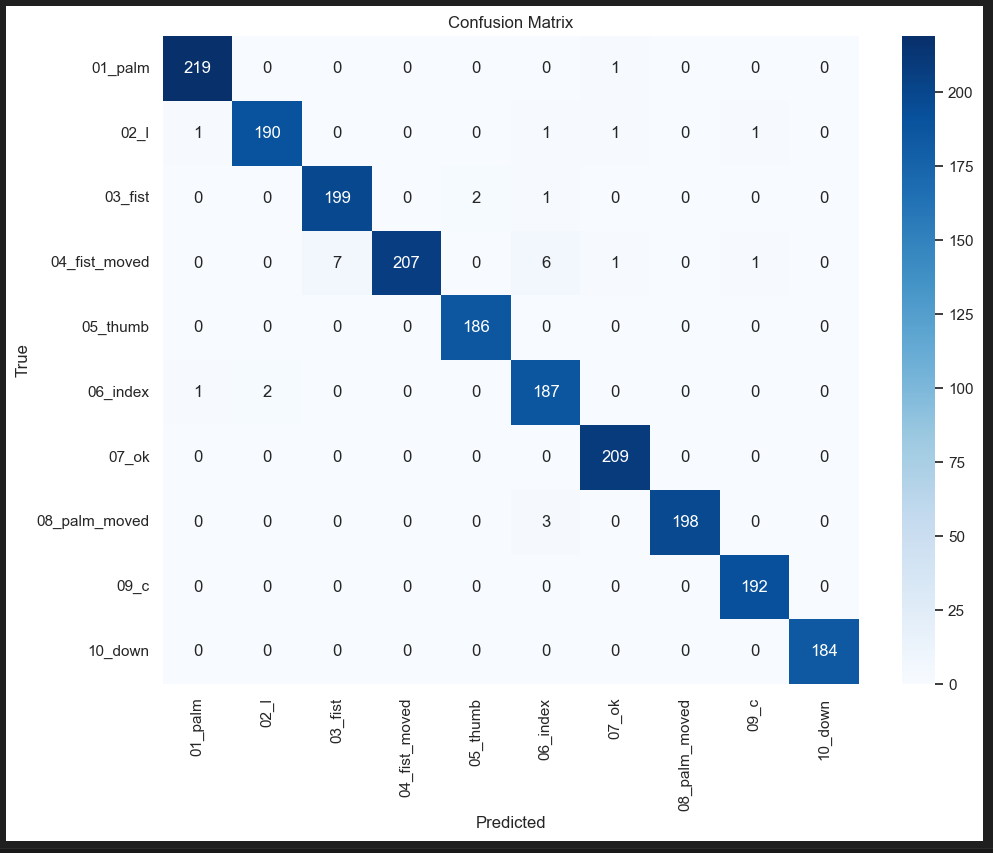 Confusion Matrix
01_palm 219 0 0 0 0 0 1 0 0 0
02_l 1 190 0 0 0 1 1 0 1 0
03_fist 0 0 199 0 2 1 0 0 0 0
04_fist_moved 0 0 7 207 0 6 1 0 1 0
05_thumb 0 0 0 0 186 0 0 0 0 0
06_index 1 2 0 0 0 187 0 0 0 0
07_ok 0 0 0 0 0 0 209 0 0 0
08_palm_moved 0 0 0 0 0 3 0 198 0 0
09_c 0 0 0 0 0 0 0 0 192 0
10_down 0 0 0 0 0 0 0 0 0 184
True
01_palm 02_l 03_fist 04_fist_moved 05_thumb 06_index 07_ok 08_palm_moved 09_c 10_down
Predicted
200
175
150
125
100
75
50
25
0